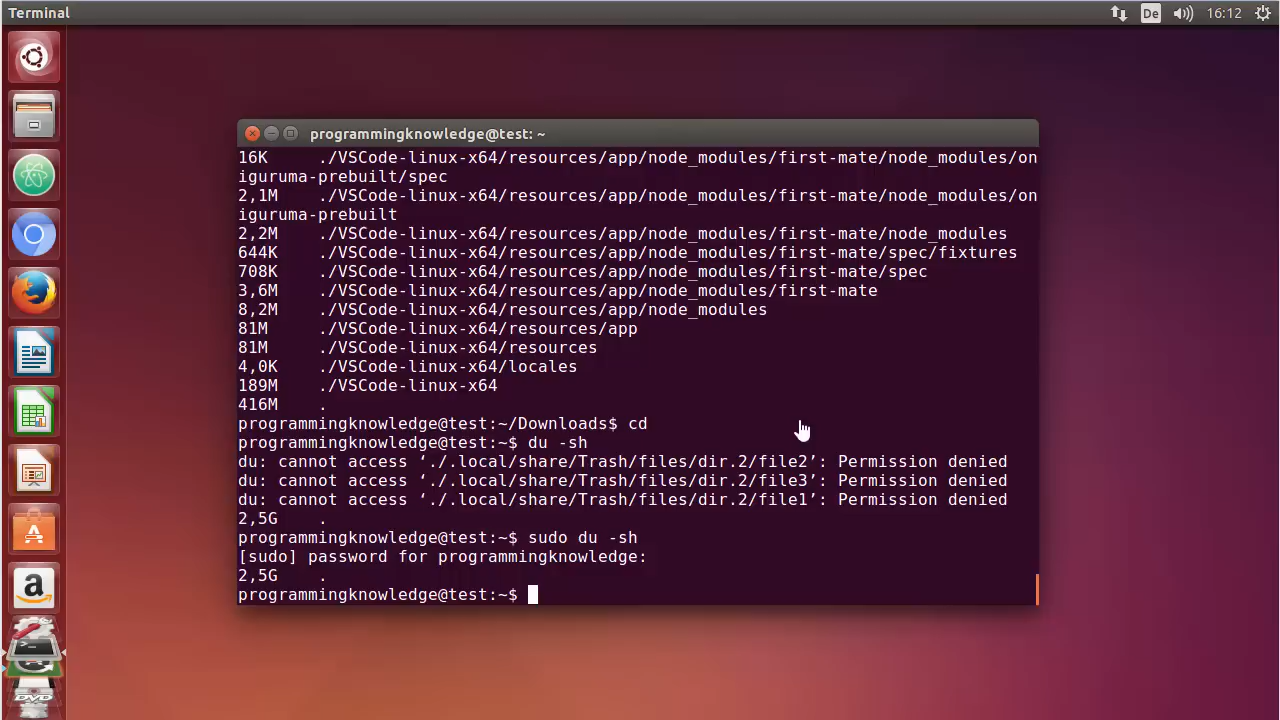 Terminal
De
16:12
programmingknowledge@test: ~
16K ./VSCode-linux-x64/resources/app/node_modules/first-mate/node_modules/on
iguruma-prebuilt/spec
2,1M ./VSCode-linux-x64/resources/app/node_modules/first-mate/node_modules/on
iguruma-prebuilt
2,2M ./VSCode-linux-x64/resources/app/node_modules/first-mate/node_modules
644K ./VSCode-linux-x64/resources/app/node_modules/first-mate/spec/fixtures
708K ./VSCode-linux-x64/resources/app/node_modules/first-mate/spec
3,6M ./VSCode-linux-x64/resources/app/node_modules/first-mate
8,2M ./VSCode-linux-x64/resources/app/node_modules
81M ./VSCode-linux-x64/resources/app
81M ./VSCode-linux-x64/resources
4,0K ./VSCode-linux-x64/locales
189M ./VSCode-linux-x64
416M .
programmingknowledge@test:~/Downloads$ cd
programmingknowledge@test:~$ du -sh
du: cannot access ‘./.local/share/Trash/files/dir.2/file2’: Permission denied
du: cannot access ‘./.local/share/Trash/files/dir.2/file3’: Permission denied
du: cannot access ‘./.local/share/Trash/files/dir.2/file1’: Permission denied
2,5G .
programmingknowledge@test:~$ sudo du -sh
[sudo] password for programmingknowledge:
2,5G .
programmingknowledge@test:~$
DVD